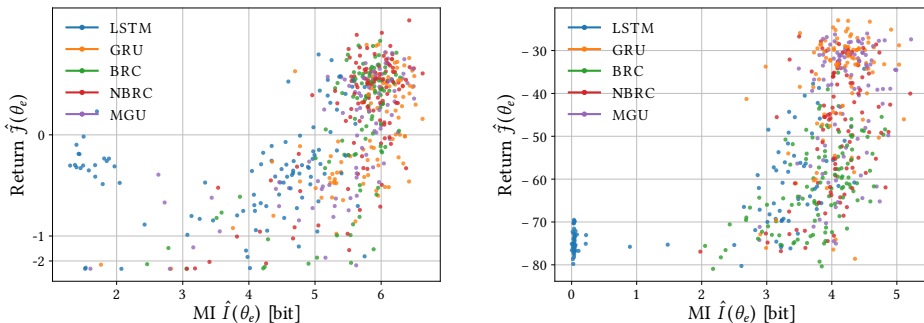 LSTM
GRU
BRC
NBRC
MGU
0
-1
-2
2
3
4
5
6
Return Ĵ(θe)
MI Î(θe) [bit]
LSTM
GRU
BRC
NBRC
MGU
−30
−40
−50
−60
−70
−80
0
1
2
3
4
5
Return Ĵ(θe)
MI Î(θe) [bit]